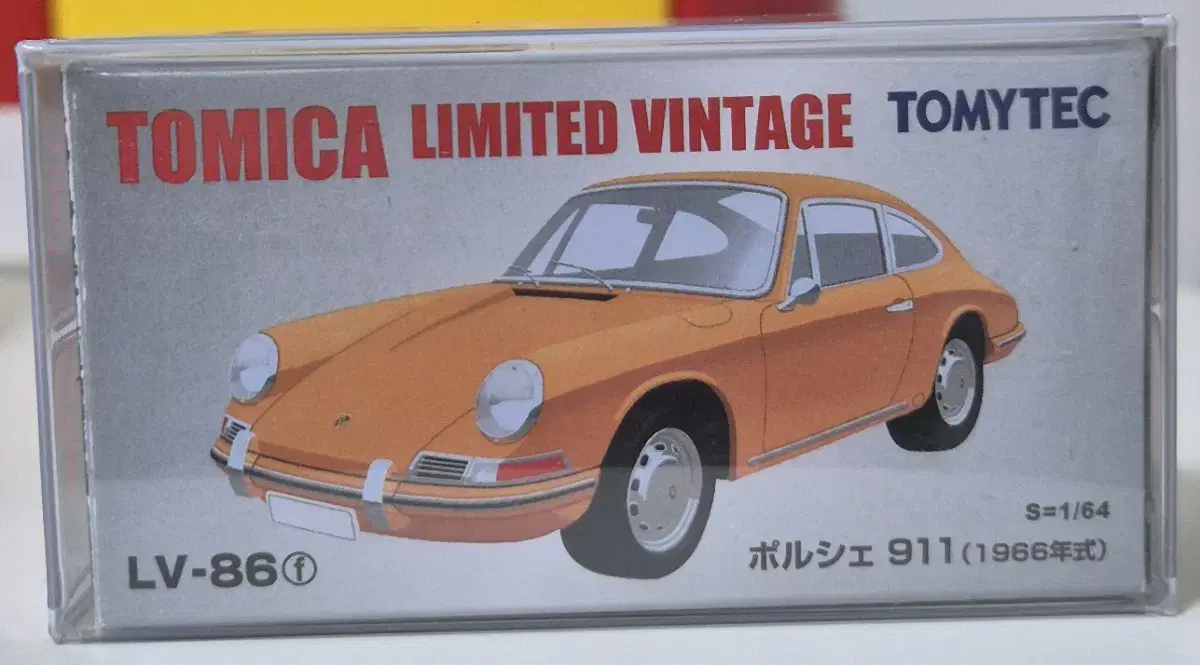 TOMICA LIMITED VINTAGE TOMYTEC
S=1/64
LV-86ⓕ ポルシェ 911(1966年式)